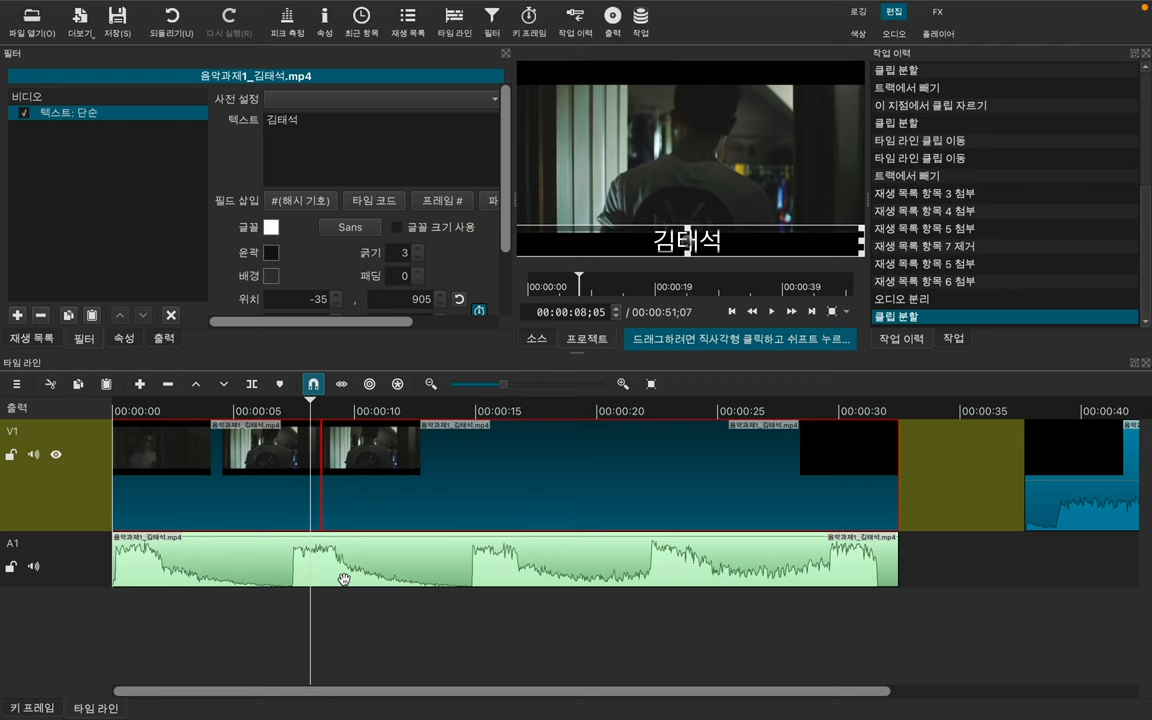 파일 열기(O) 더보기 저장(S) 되돌리기(U) 다시 실행(R) 피크 측정 속성 최근 항목 재생 목록 타임 라인 필터 키 프레임 작업 이력 출력 작업
로깅 편집 FX
색상 오디오 플레이어
필터
음악과제1_김태석.mp4
비디오
텍스트: 단순
사전 설정
텍스트 김태석
필드 삽입 #(해시 기호) 타임 코드 프레임 # 파
글꼴 Sans 글꼴 크기 사용
윤곽 굵기 3
배경 패딩 0
위치 -35 , 905
재생 목록 필터 속성 출력
김태석
00:00:00 00:00:19 00:00:39
00:00:08;05 / 00:00:51;07
소스 프로젝트 드래그하려면 직사각형 클릭하고 쉬프트 누르...
작업 이력
클립 분할
트랙에서 빼기
이 지점에서 클립 자르기
클립 분할
타임 라인 클립 이동
타임 라인 클립 이동
트랙에서 빼기
재생 목록 항목 3 첨부
재생 목록 항목 4 첨부
재생 목록 항목 5 첨부
재생 목록 항목 7 제거
재생 목록 항목 5 첨부
재생 목록 항목 6 첨부
오디오 분리
클립 분할
작업 이력 작업
타임 라인
출력 00:00:00 00:00:05 00:00:10 00:00:15 00:00:20 00:00:25 00:00:30 00:00:35 00:00:40
V1 음악과제1_김태석.mp4 음악과제1_김태석.mp4 음악과제1_김태석.mp4 음악
A1 음악과제1_김태석.mp4 음악과제1_김태석.mp4
키 프레임 타임 라인